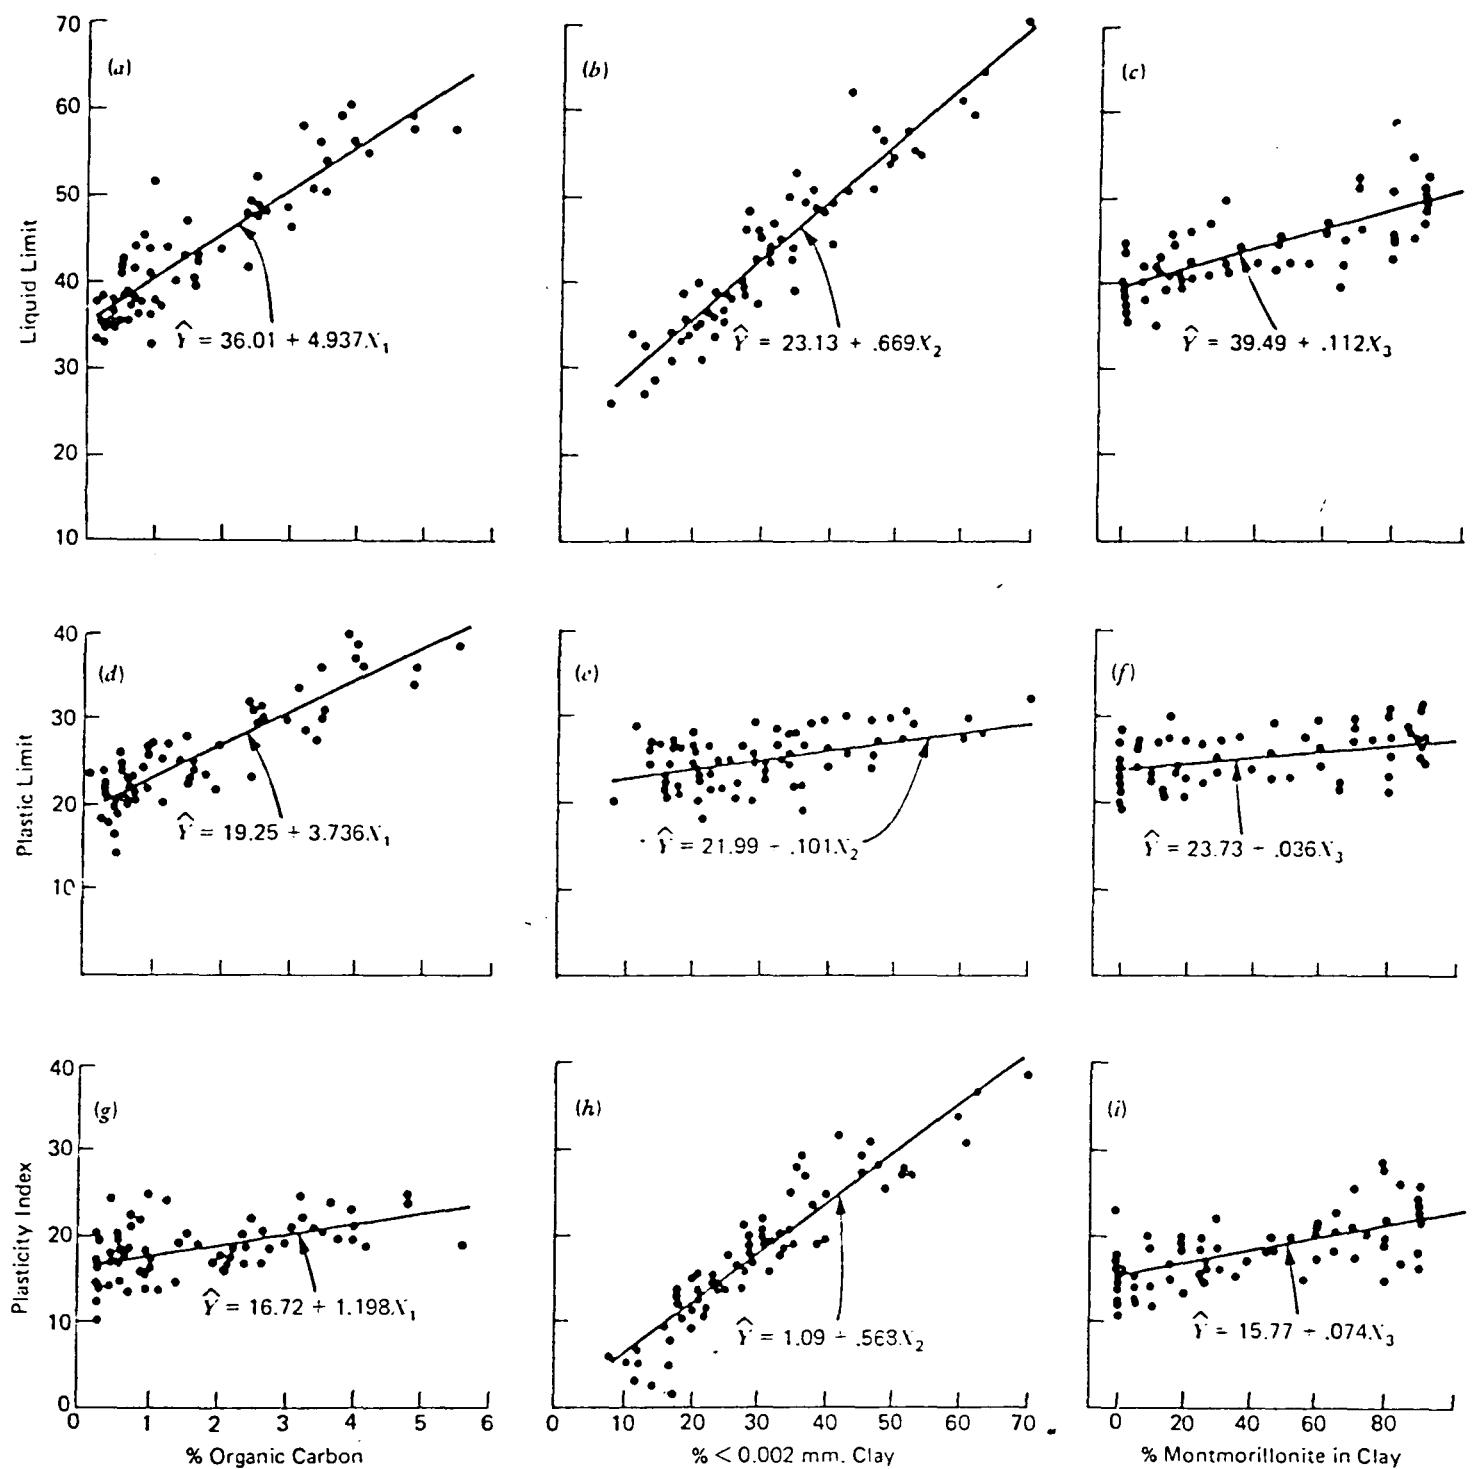 70
60
50
40
30
20
10
Liquid Limit
(a)
Ŷ = 36.01 + 4.937X₁
(b)
Ŷ = 23.13 + .669X₂
(c)
Ŷ = 39.49 + .112X₃
40
30
20
10
Plastic Limit
(d)
Ŷ = 19.25 + 3.736X₁
(e)
Ŷ = 21.99 + .101X₂
(f)
Ŷ = 23.73 + .036X₃
40
30
20
10
0
Plasticity Index
(g)
Ŷ = 16.72 + 1.198X₁
(h)
Ŷ = 1.09 + .563X₂
(i)
Ŷ = 15.77 + .074X₃
0 1 2 3 4 5 6
0 10 20 30 40 50 60 70
0 20 40 60 80
% Organic Carbon
% < 0.002 mm. Clay
% Montmorillonite in Clay